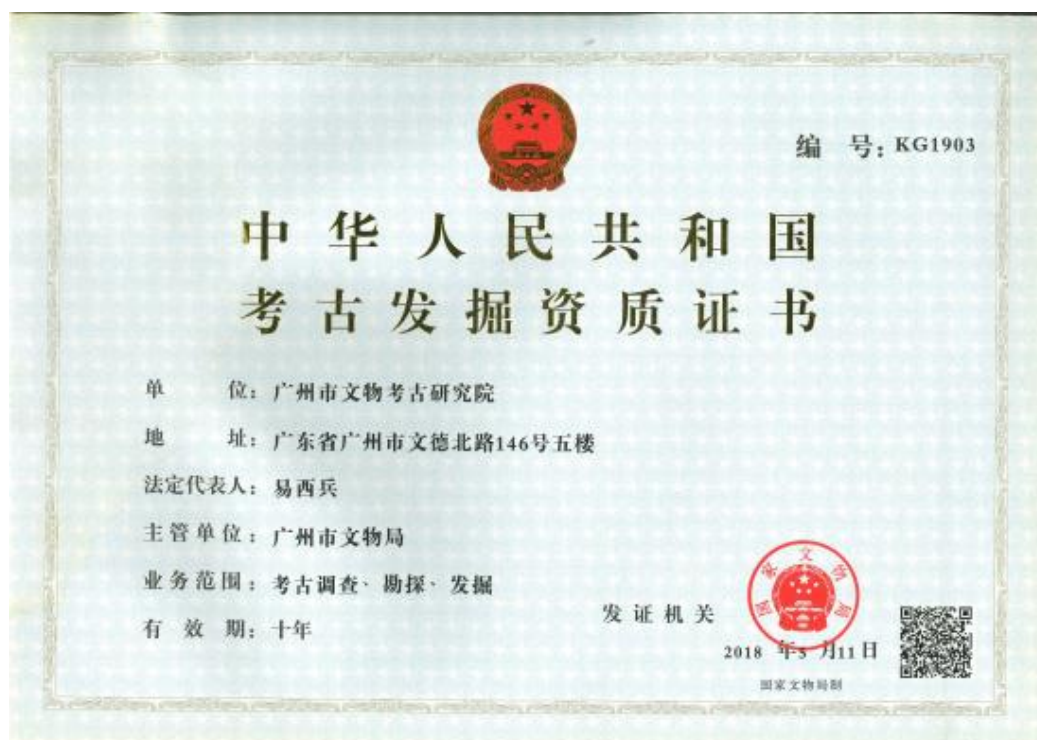 编 号：KG1903
中华人民共和国
考古发掘资质证书
单 位：广州市文物考古研究院
地 址：广东省广州市文德北路146号五楼
法定代表人：易西兵
主管单位：广州市文物局
业务范围：考古调查、勘探、发掘
有 效 期：十年
发证机关
国家文物局
2018 年5 月11日
国家文物局制